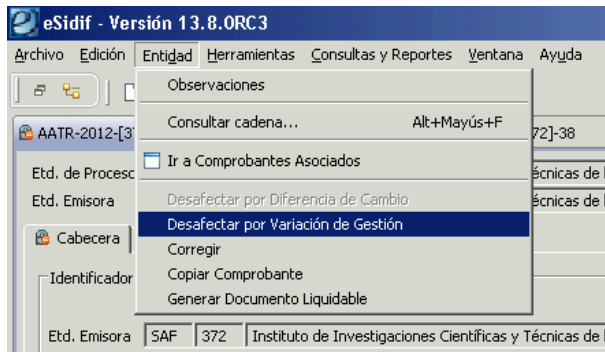 eSidif - Versión 13.8.0RC3
Archivo Edición Entidad Herramientas Consultas y Reportes Ventana Ayuda
Observaciones
Consultar cadena... Alt+Mayús+F
AATR-2012-[3 72]-38
Ir a Comprobantes Asociados
Etd. de Proceso écnicas de
Desafectar por Diferencia de Cambio
Etd. Emisora écnicas de
Desafectar por Variación de Gestión
Cabecera
Corregir
Copiar Comprobante
Identificador
Generar Documento Liquidable
Etd. Emisora SAF 372 Instituto de Investigaciones Científicas y Técnicas de